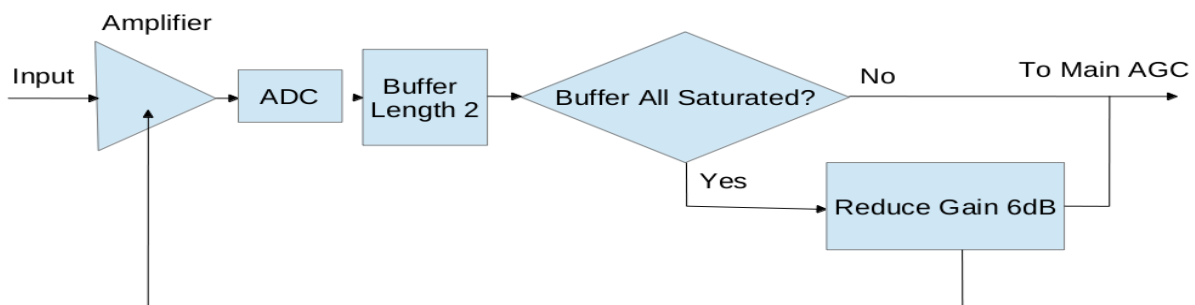 Amplifier
Input
ADC
Buffer
Length 2
Buffer All Saturated?
No
To Main AGC
Yes
Reduce Gain 6dB